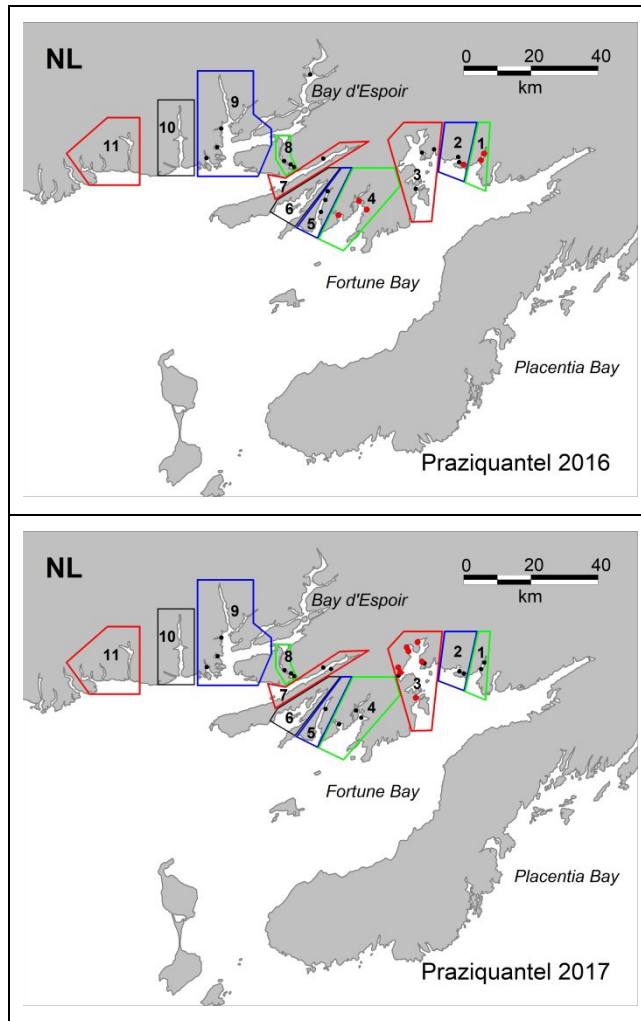 NL
0 20 40
km
Bay d'Espoir
9
10
11
8
7
6
5
4
3
2
1
Fortune Bay
Placentia Bay
Praziquantel 2016
NL
0 20 40
km
Bay d'Espoir
9
10
11
8
7
6
5
4
3
2
1
Fortune Bay
Placentia Bay
Praziquantel 2017